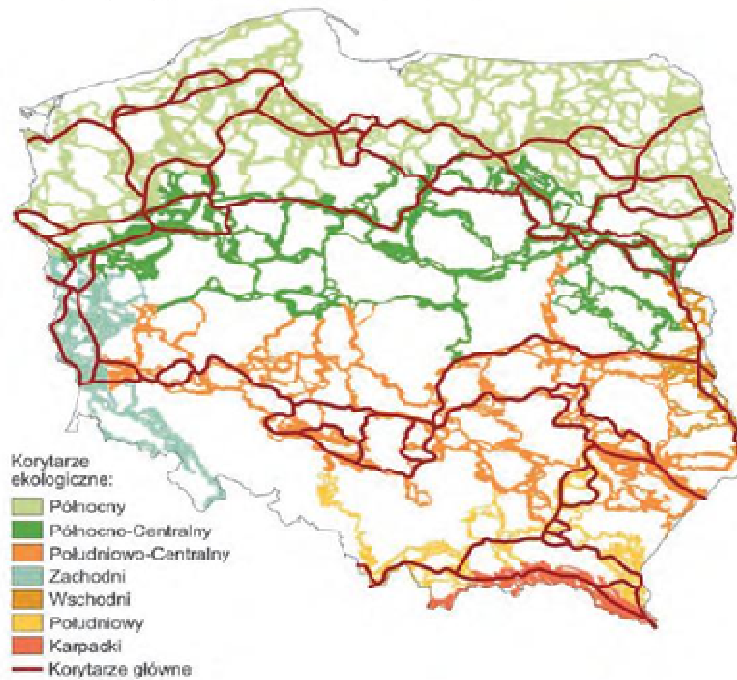 Korytarze
ekologiczne:
Północny
Północno-Centralny
Południowo-Centralny
Zachodni
Wschodni
Południowy
Karpacki
Korytarze główne